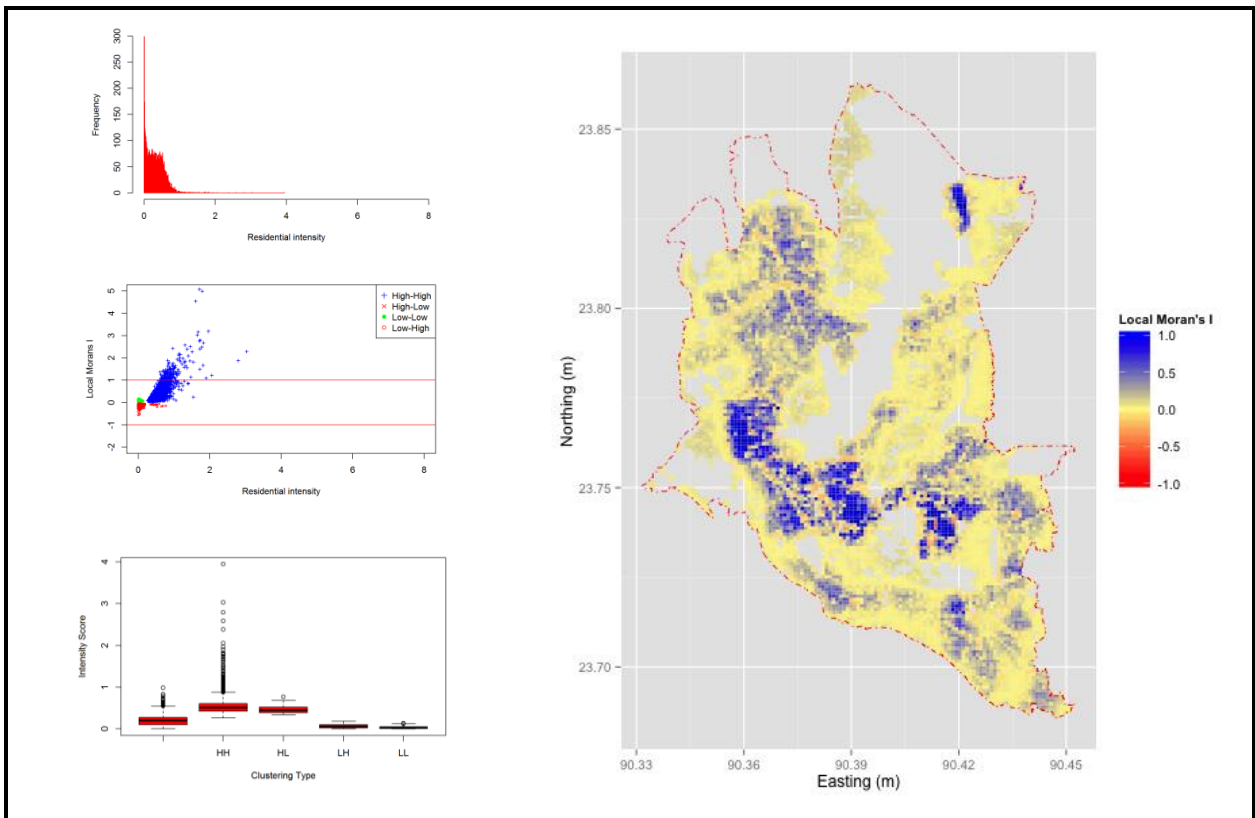 300
250
200
150
100
50
0
Frequency
0 2 4 6 8
Residential intensity
5
4
3
2
1
0
-1
-2
Local Morans I
High-High
High-Low
Low-Low
Low-High
0 2 4 6 8
Residential intensity
4
3
2
1
0
Intensity Score
HH HL LH LL
Clustering Type
23.85
23.80
23.75
23.70
Northing (m)
90.33 90.36 90.39 90.42 90.45
Easting (m)
Local Moran's I
1.0
0.5
0.0
-0.5
-1.0